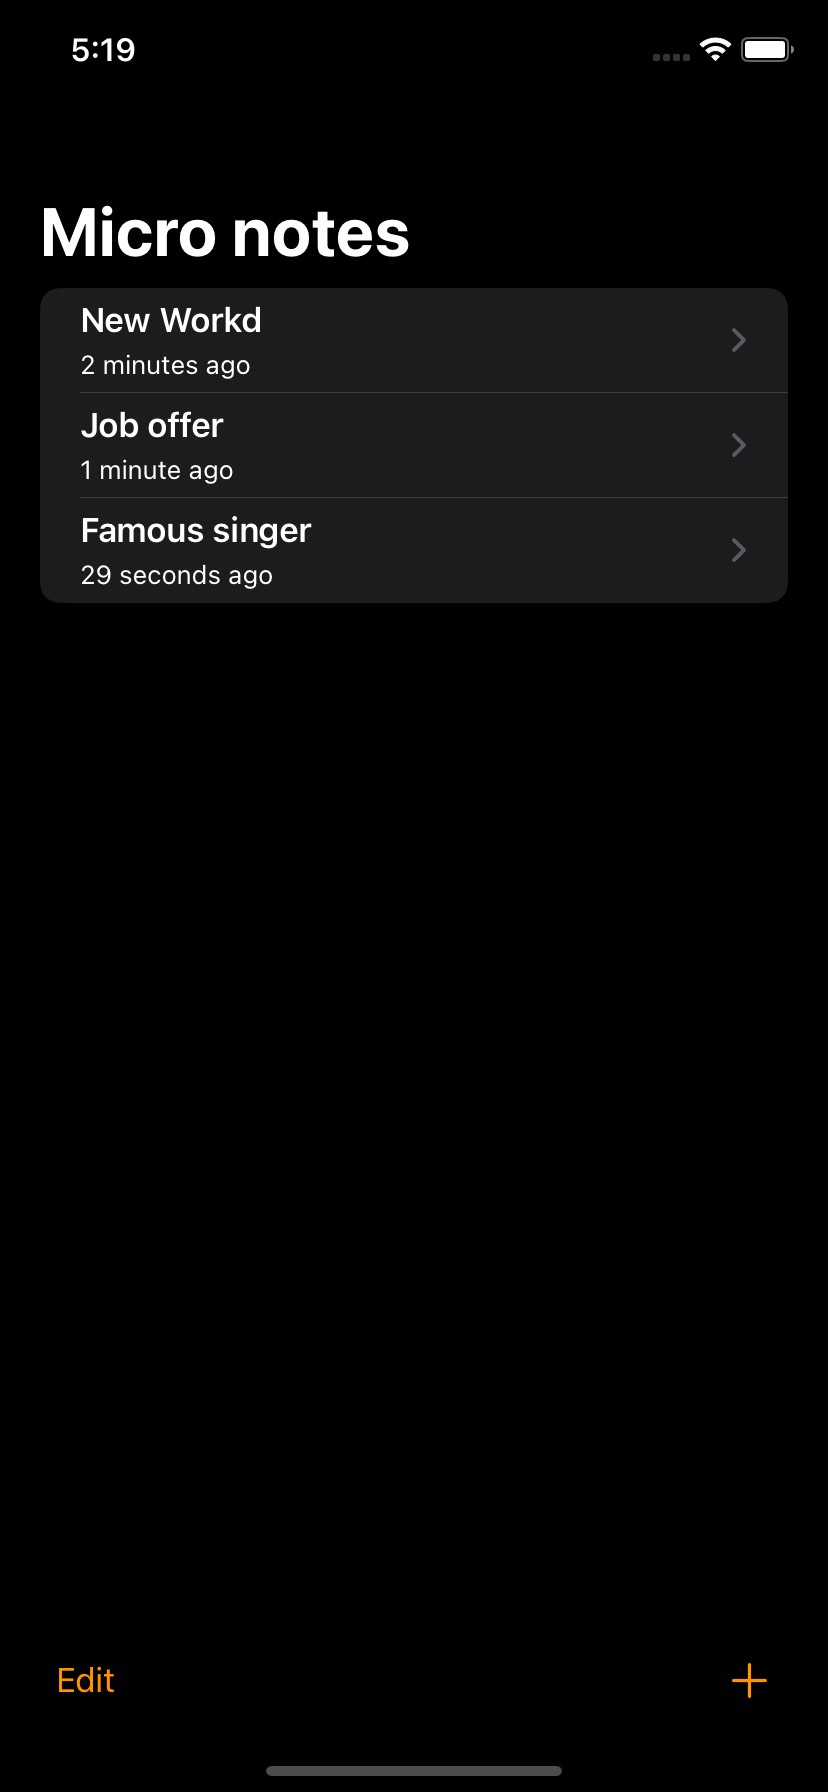 5:19
Micro notes
New Workd
2 minutes ago
Job offer
1 minute ago
Famous singer
29 seconds ago
Edit